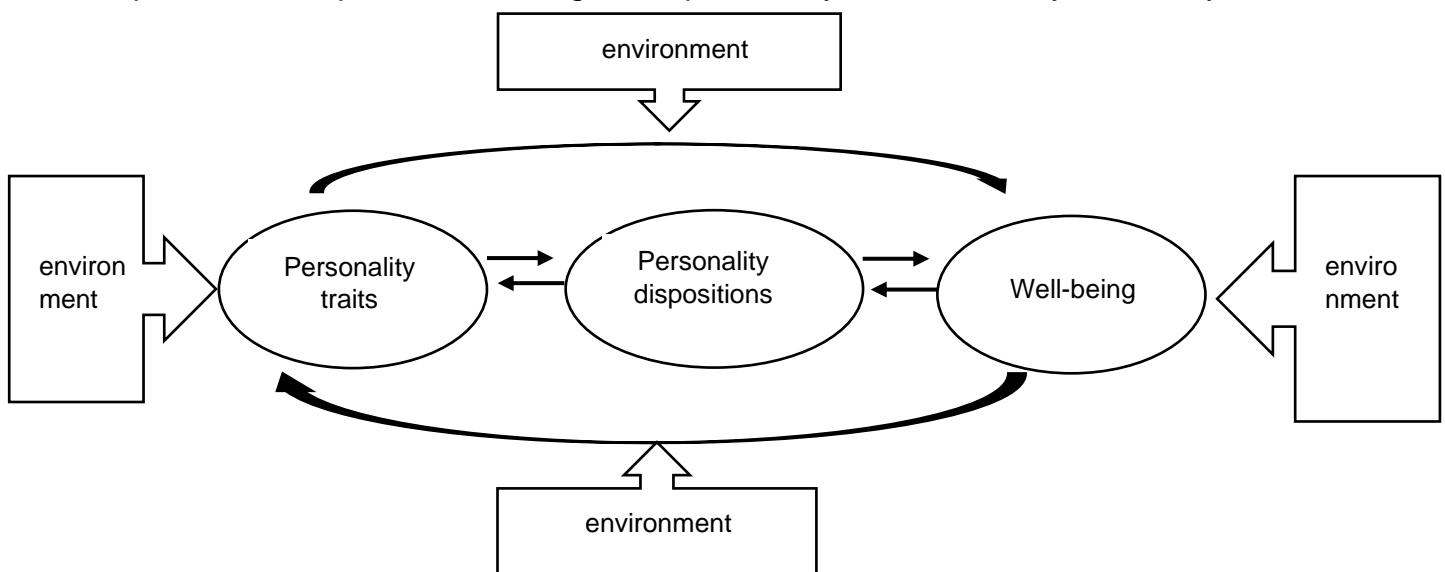 environment
environ
ment
Personality
traits
Personality
dispositions
Well-being
enviro
nment
environment